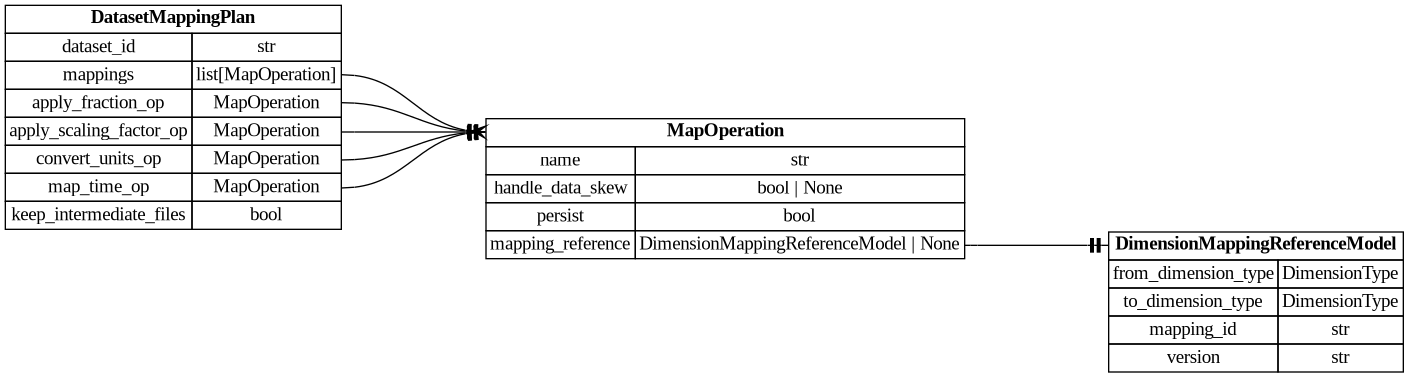 DatasetMappingPlan
dataset_id str
mappings list[MapOperation]
apply_fraction_op MapOperation
apply_scaling_factor_op MapOperation
convert_units_op MapOperation
map_time_op MapOperation
keep_intermediate_files bool
MapOperation
name str
handle_data_skew bool | None
persist bool
mapping_reference DimensionMappingReferenceModel | None
DimensionMappingReferenceModel
from_dimension_type DimensionType
to_dimension_type DimensionType
mapping_id str
version str